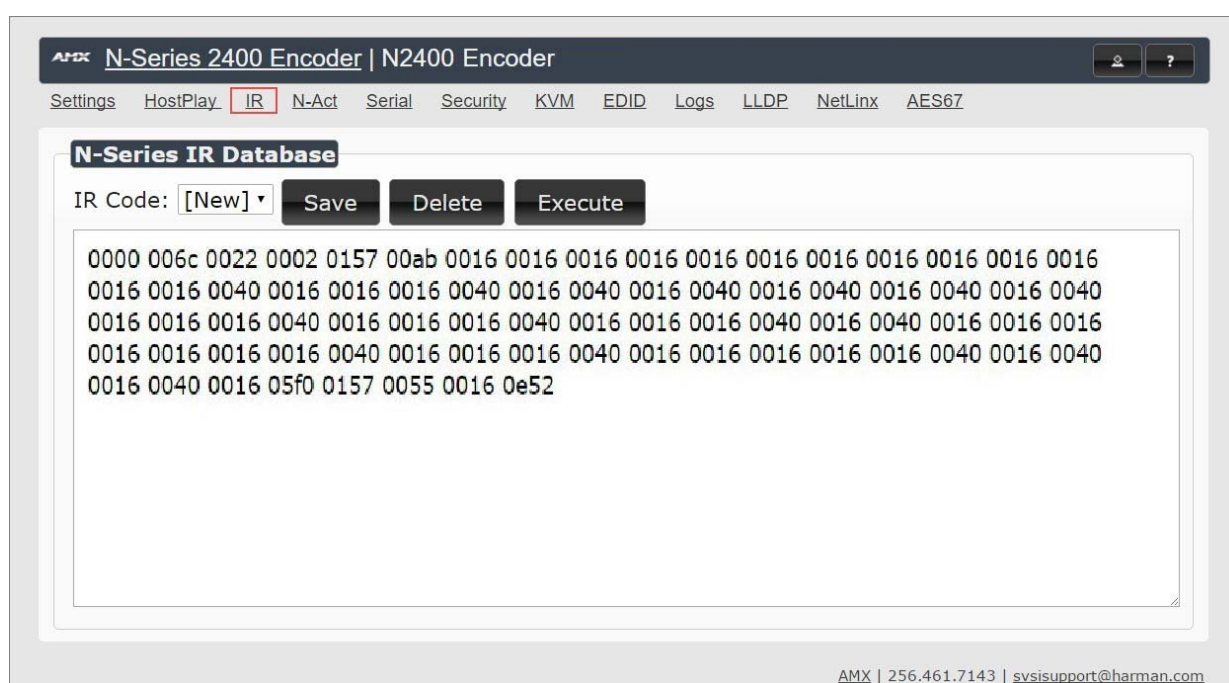 AMX N-Series 2400 Encoder | N2400 Encoder ?
Settings HostPlay IR N-Act Serial Security KVM EDID Logs LLDP NetLinx AES67
N-Series IR Database
IR Code: [New] Save Delete Execute
0000 006c 0022 0002 0157 00ab 0016 0016 0016 0016 0016 0016 0016 0016 0016 0016 0016
0016 0016 0040 0016 0016 0016 0040 0016 0040 0016 0040 0016 0040 0016 0040 0016 0040
0016 0016 0016 0040 0016 0016 0016 0040 0016 0016 0016 0040 0016 0040 0016 0016 0016
0016 0016 0016 0016 0040 0016 0016 0016 0040 0016 0016 0016 0016 0016 0040 0016 0040
0016 0040 0016 05f0 0157 0055 0016 0e52
AMX | 256.461.7143 | svsisupport@harman.com